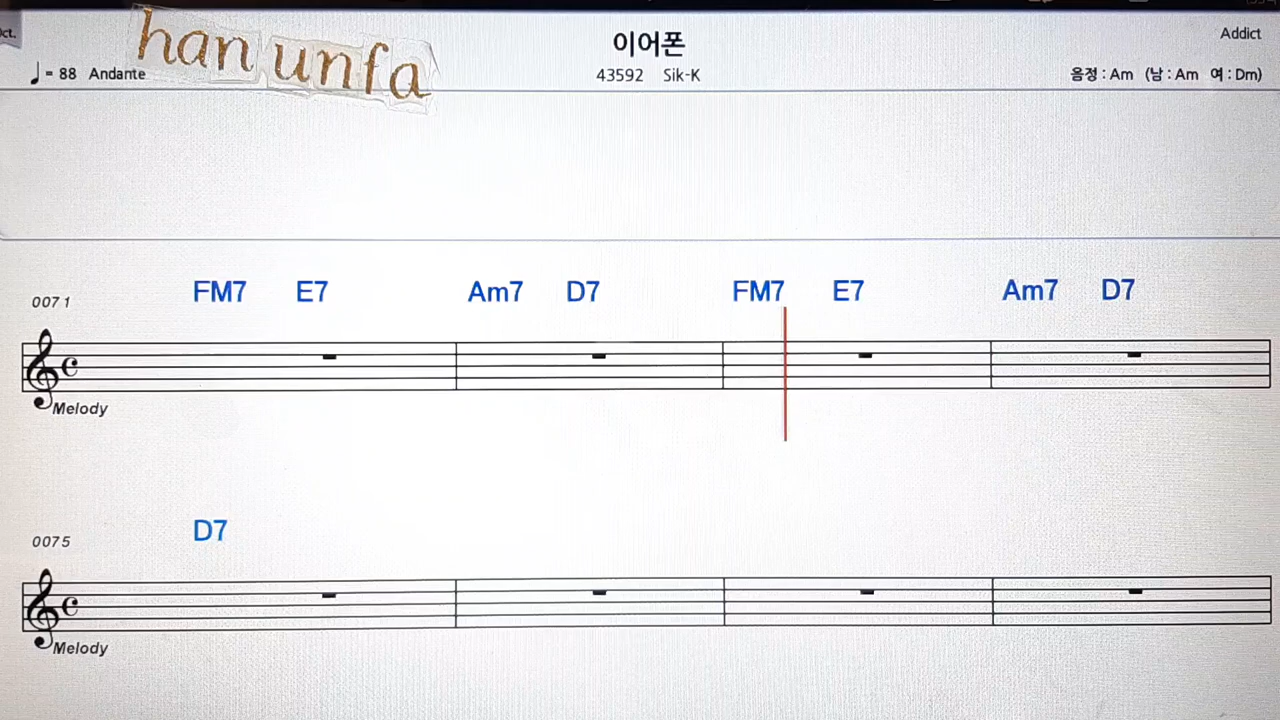 ct.
han unfa
이어폰
Addict
♩= 88 Andante
43592 Sik-K
음정 : Am (남 : Am 여 : Dm)
0071
FM7 E7 Am7 D7 FM7 E7 Am7 D7
Melody
0075
D7
Melody